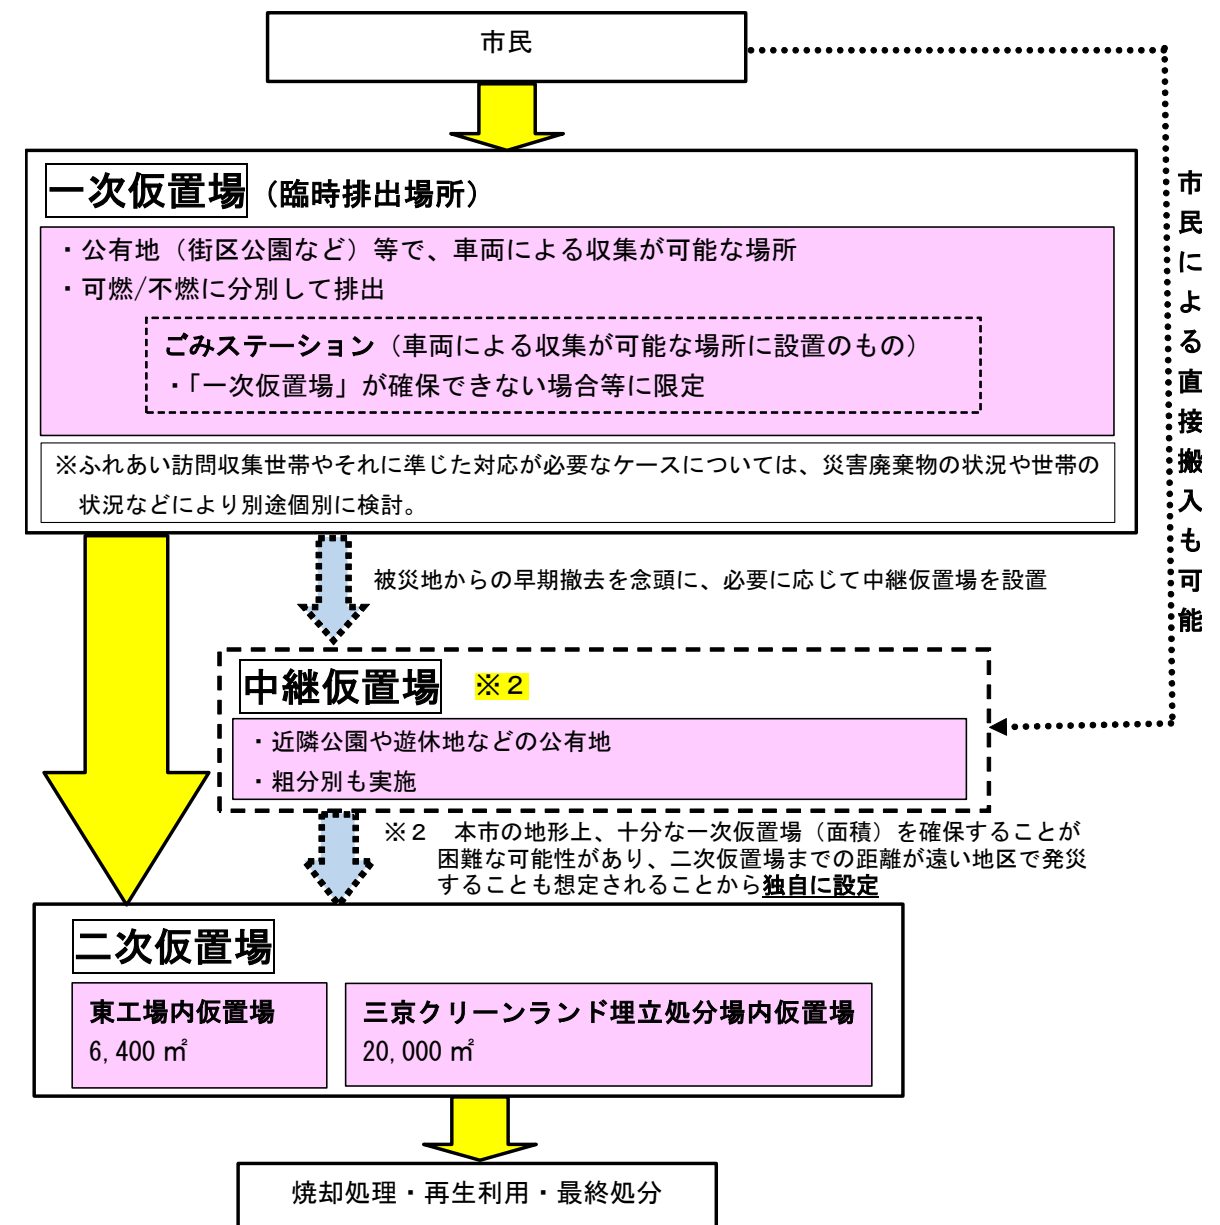 市民
一次仮置場（臨時排出場所）
・公有地（街区公園など）等で、車両による収集が可能な場所
・可燃/不燃に分別して排出
ごみステーション（車両による収集が可能な場所に設置のもの）
・「一次仮置場」が確保できない場合等に限定
※ふれあい訪問収集世帯やそれに準じた対応が必要なケースについては、災害廃棄物の状況や世帯の
状況などにより別途個別に検討。
市民による直接搬入も可能
被災地からの早期撤去を念頭に、必要に応じて中継仮置場を設置
中継仮置場 ※２
・近隣公園や遊休地などの公有地
・粗分別も実施
※２ 本市の地形上、十分な一次仮置場（面積）を確保することが
困難な可能性があり、二次仮置場までの距離が遠い地区で発災
することも想定されることから独自に設定
二次仮置場
東工場内仮置場
6,400 ㎡
三京クリーンランド埋立処分場内仮置場
20,000 ㎡
焼却処理・再生利用・最終処分